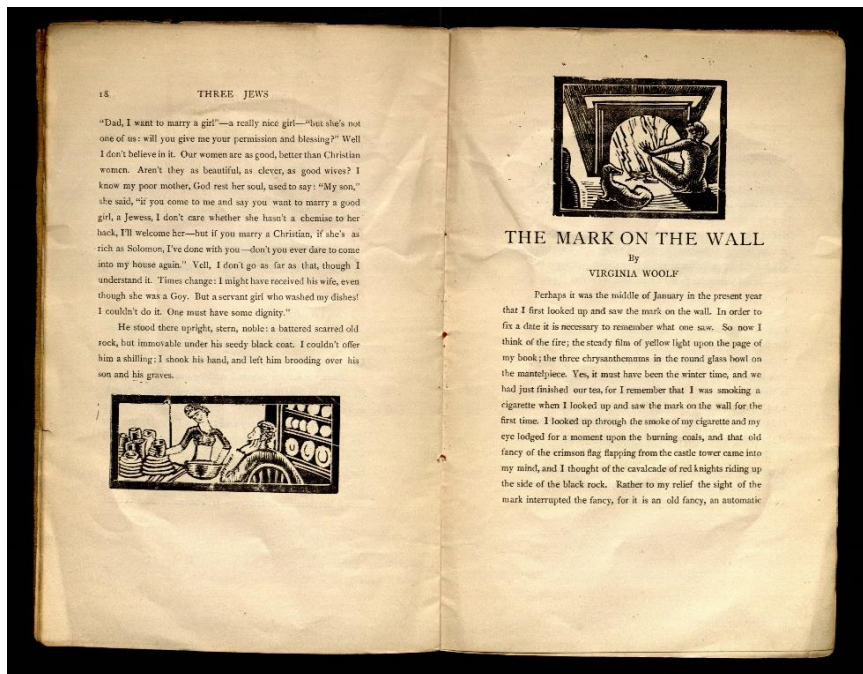 18 THREE JEWS
"Dad, I want to marry a girl"—a really nice girl—"but she's not
one of us: will you give me your permission and blessing?" Well
I don't believe in it. Our women are as good, better than Christian
women. Aren't they as beautiful, as clever, as good wives? I
know my poor mother, God rest her soul, used to say: "My son,"
she said, "if you come to me and say you want to marry a good
girl, a Jewess, I don't care whether she hasn't a chemise to her
back, I'll welcome her—but if you marry a Christian, if she's as
rich as Solomon, I've done with you—don't you ever dare to come
into my house again." Vell, I don't go as far as that, though I
understand it. Times change: I might have received his wife, even
though she was a Goy. But a servant girl who washed my dishes!
I couldn't do it. One must have some dignity."
He stood there upright, stern, noble: a battered scarred old
rock, but immovable under his seedy black coat. I couldn't offer
him a shilling; I shook his hand, and left him brooding over his
son and his graves.
THE MARK ON THE WALL
By
VIRGINIA WOOLF
Perhaps it was the middle of January in the present year
that I first looked up and saw the mark on the wall. In order to
fix a date it is necessary to remember what one saw. So now I
think of the fire; the steady film of yellow light upon the page of
my book; the three chrysanthemums in the round glass bowl on
the mantelpiece. Yes, it must have been the winter time, and we
had just finished our tea, for I remember that I was smoking a
cigarette when I looked up and saw the mark on the wall for the
first time. I looked up through the smoke of my cigarette and my
eye lodged for a moment upon the burning coals, and that old
fancy of the crimson flag flapping from the castle tower came into
my mind, and I thought of the cavalcade of red knights riding up
the side of the black rock. Rather to my relief the sight of the
mark interrupted the fancy, for it is an old fancy, an automatic